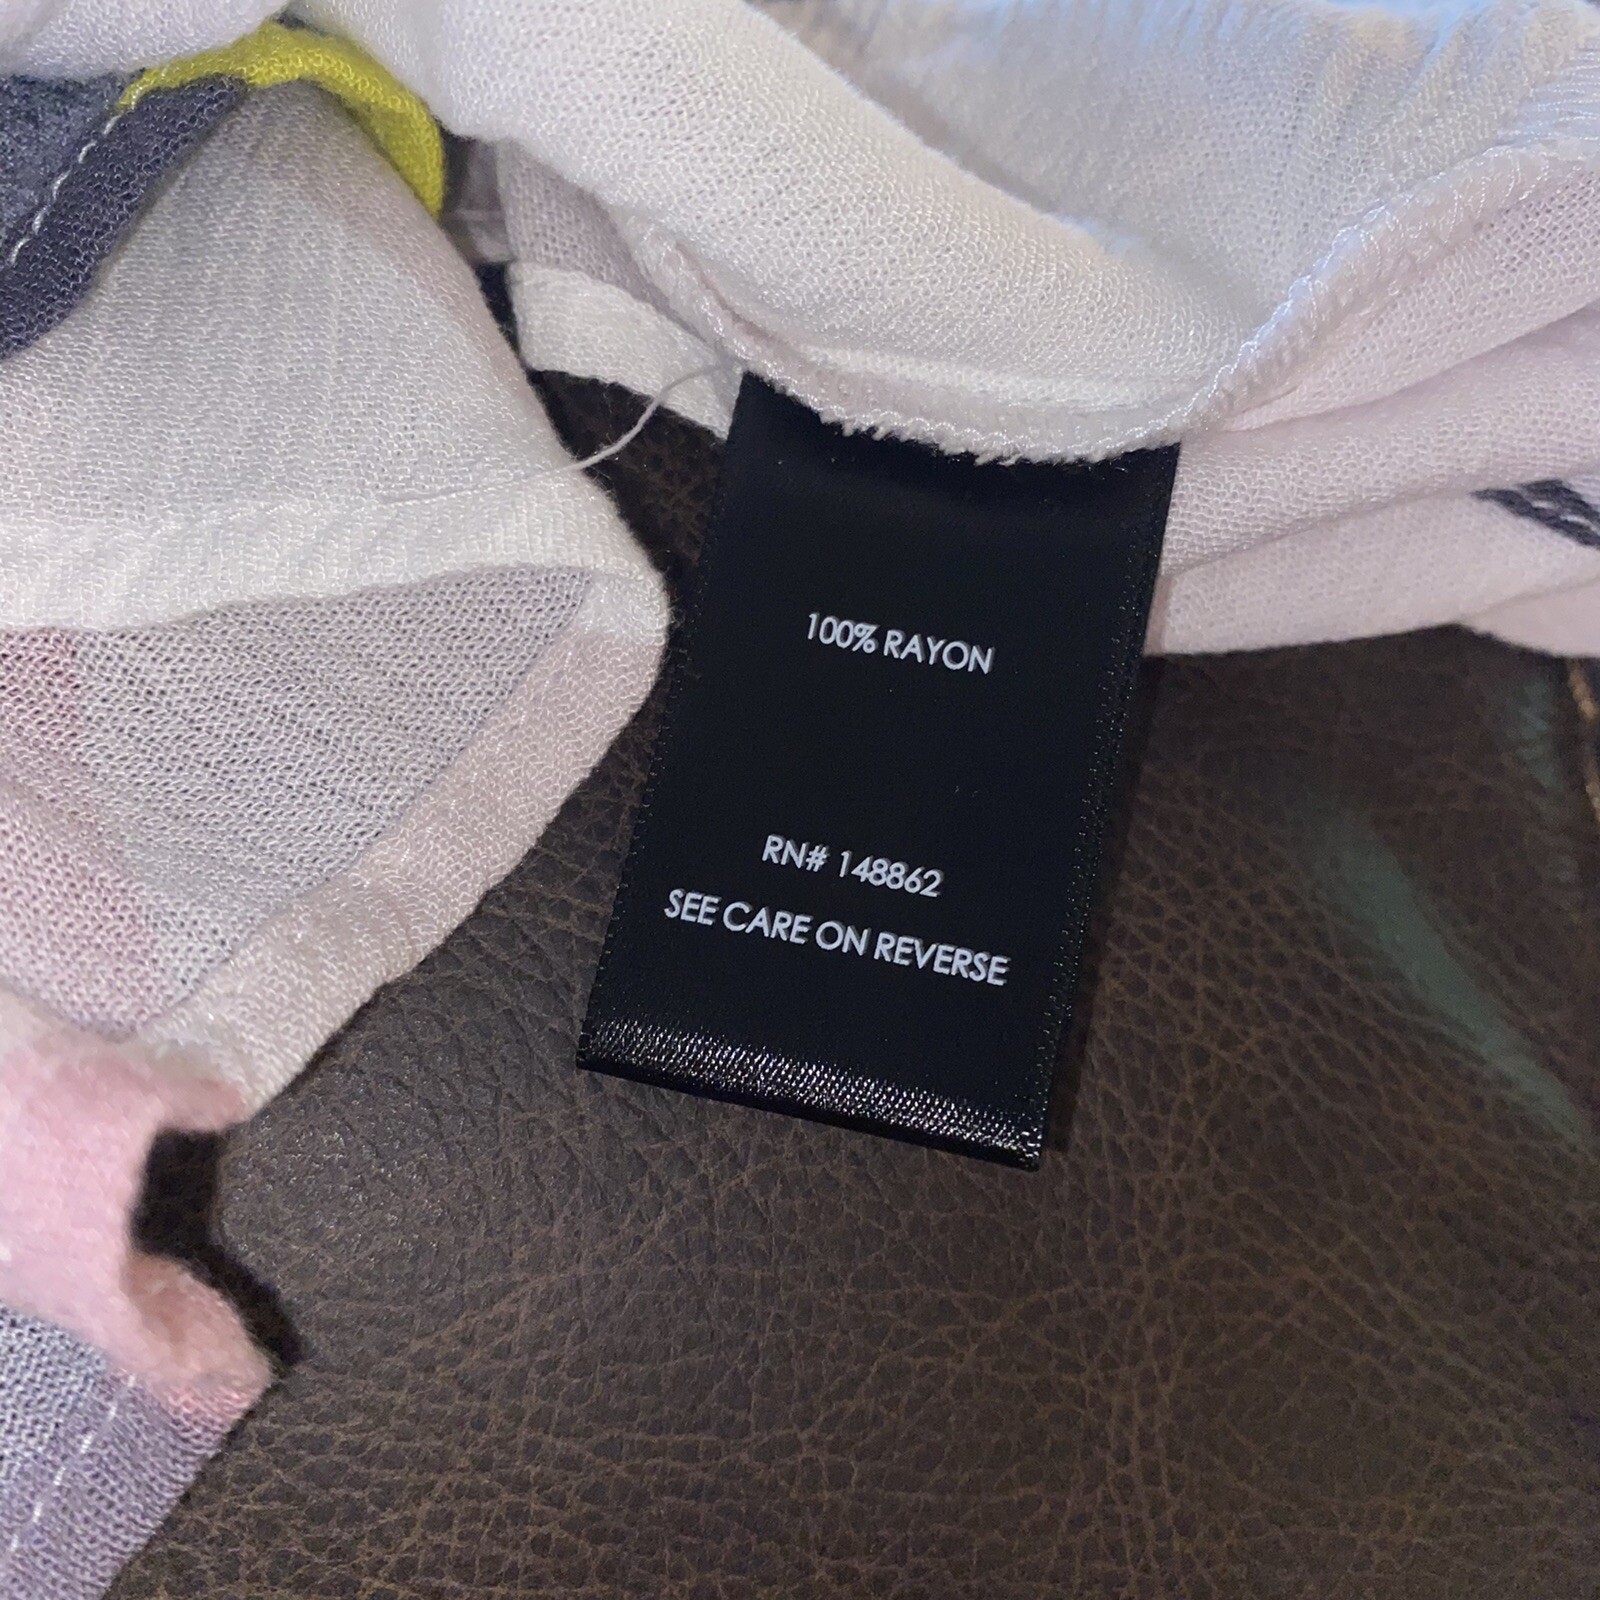 100% RAYON
RN# 148862
SEE CARE ON REVERSE